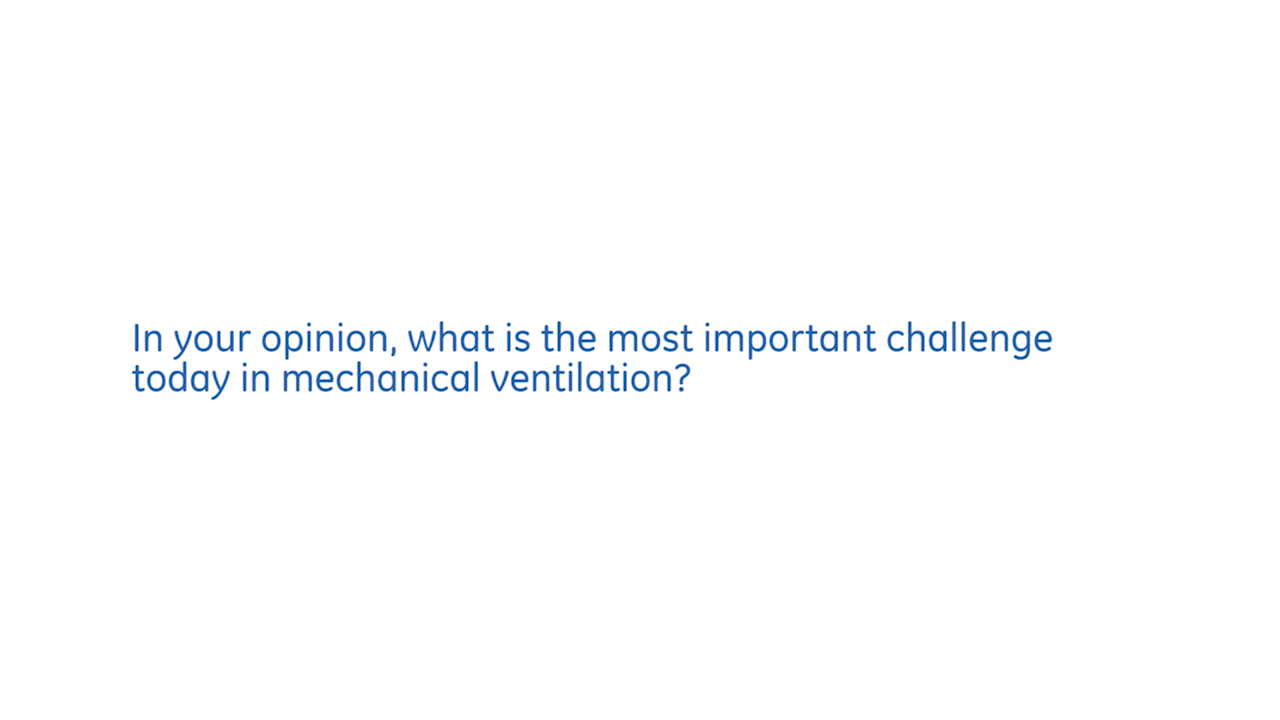 In your opinion, what is the most important challenge
today in mechanical ventilation?